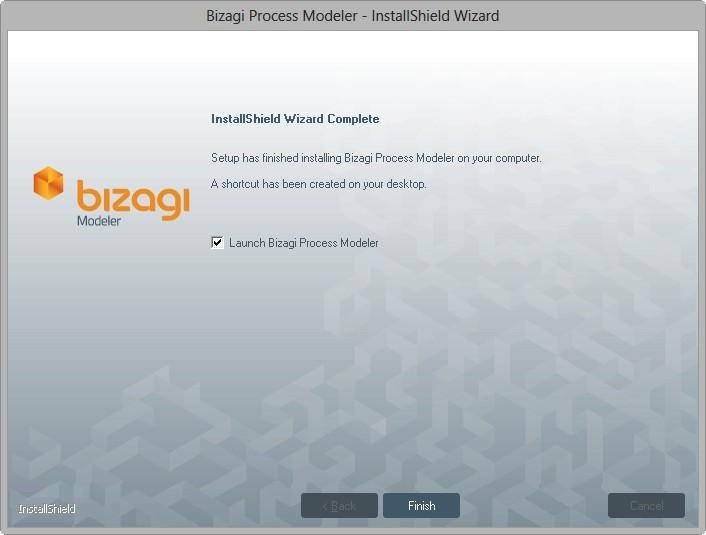 Bizagi Process Modeler - InstallShield Wizard
InstallShield Wizard Complete
Setup has finished installing Bizagi Process Modeler on your computer.
A shortcut has been created on your desktop.
bizagi
Modeler
Launch Bizagi Process Modeler
InstallShield
< Back
Finish
Cancel